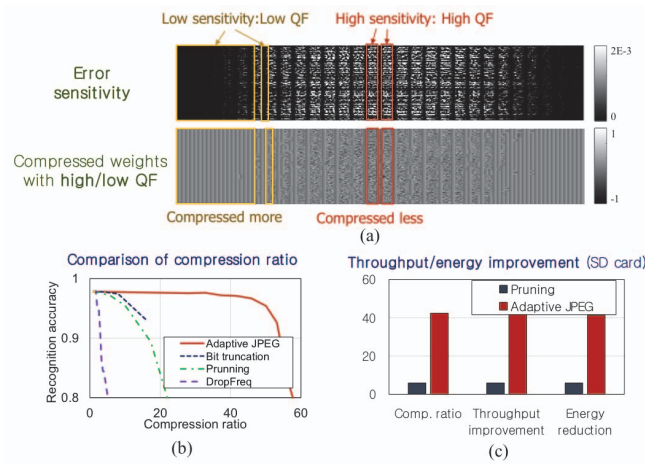 Low sensitivity:Low QF
High sensitivity: High QF
Error
sensitivity
2E-3
0
Compressed weights
with high/low QF
1
-1
Compressed more
Compressed less
(a)
Comparison of compression ratio
Recognition accuracy
1
0.9
0.8
Adaptive JPEG
Bit truncation
Prunning
DropFreq
0
20
40
60
Compression ratio
(b)
Throughput/energy improvement (SD card)
60
40
20
0
Pruning
Adaptive JPEG
Comp. ratio
Throughput
improvement
Energy
reduction
(c)